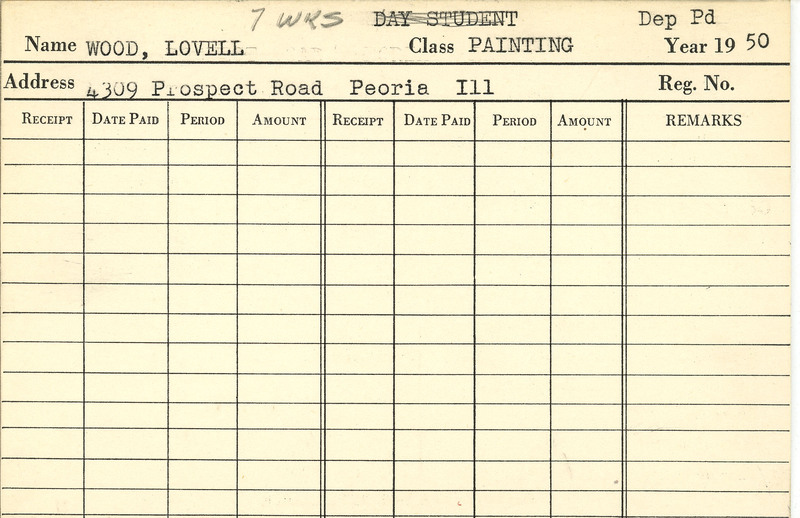 7 WKS DAY STUDENT Dep Pd
Name WOOD, LOVELL Class PAINTING Year 19 50
Address 4309 Prospect Road Peoria Ill Reg. No.
RECEIPT DATE PAID PERIOD AMOUNT RECEIPT DATE PAID PERIOD AMOUNT REMARKS